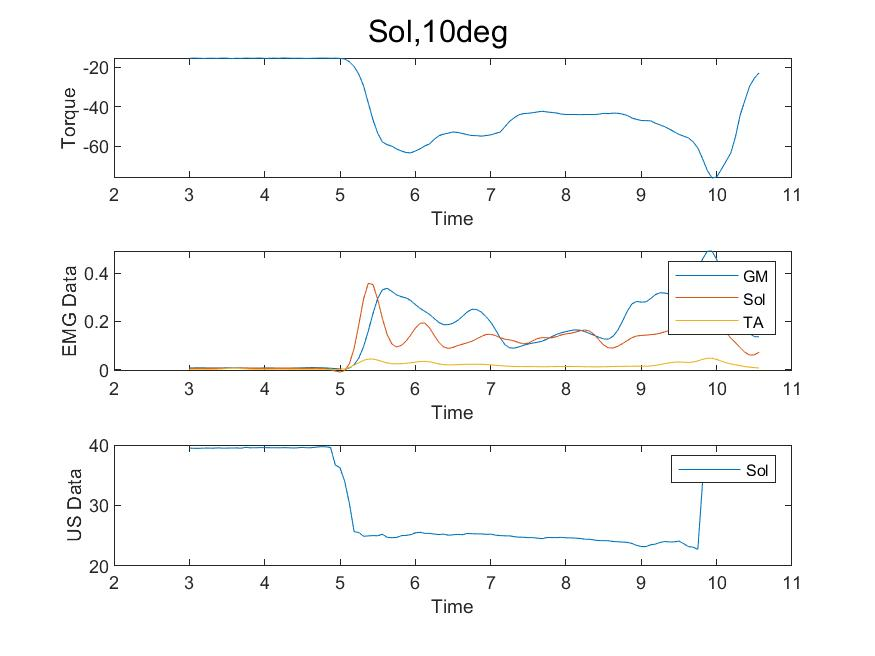 Sol,10deg
-20
-40
-60
Torque
2 3 4 5 6 7 8 9 10 11
Time
0.4
0.2
0
EMG Data
GM
Sol
TA
2 3 4 5 6 7 8 9 10 11
Time
40
30
20
US Data
Sol
2 3 4 5 6 7 8 9 10 11
Time